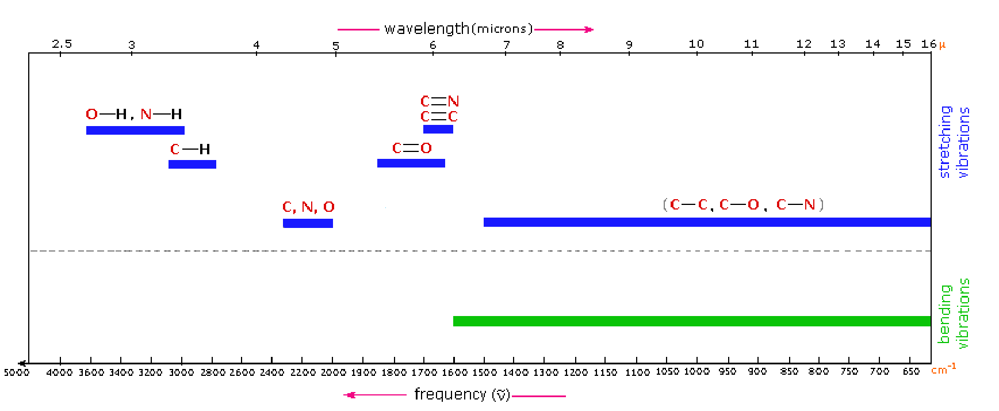 wavelength(microns)
2.5 3 4 5 6 7 8 9 10 11 12 13 14 15 16 μ
C=N
O—H, N—H
C=C
C—H
C=O
stretching
vibrations
C, N, O
(C—C, C—O, C—N)
bending
vibrations
5000 4000 3600 3400 3200 3000 2800 2600 2400 2200 2000 1900 1800 1700 1600 1500 1400 1300 1200 1150 1100 1050 1000 950 900 850 800 750 700 650 cm⁻¹
frequency (ṽ)